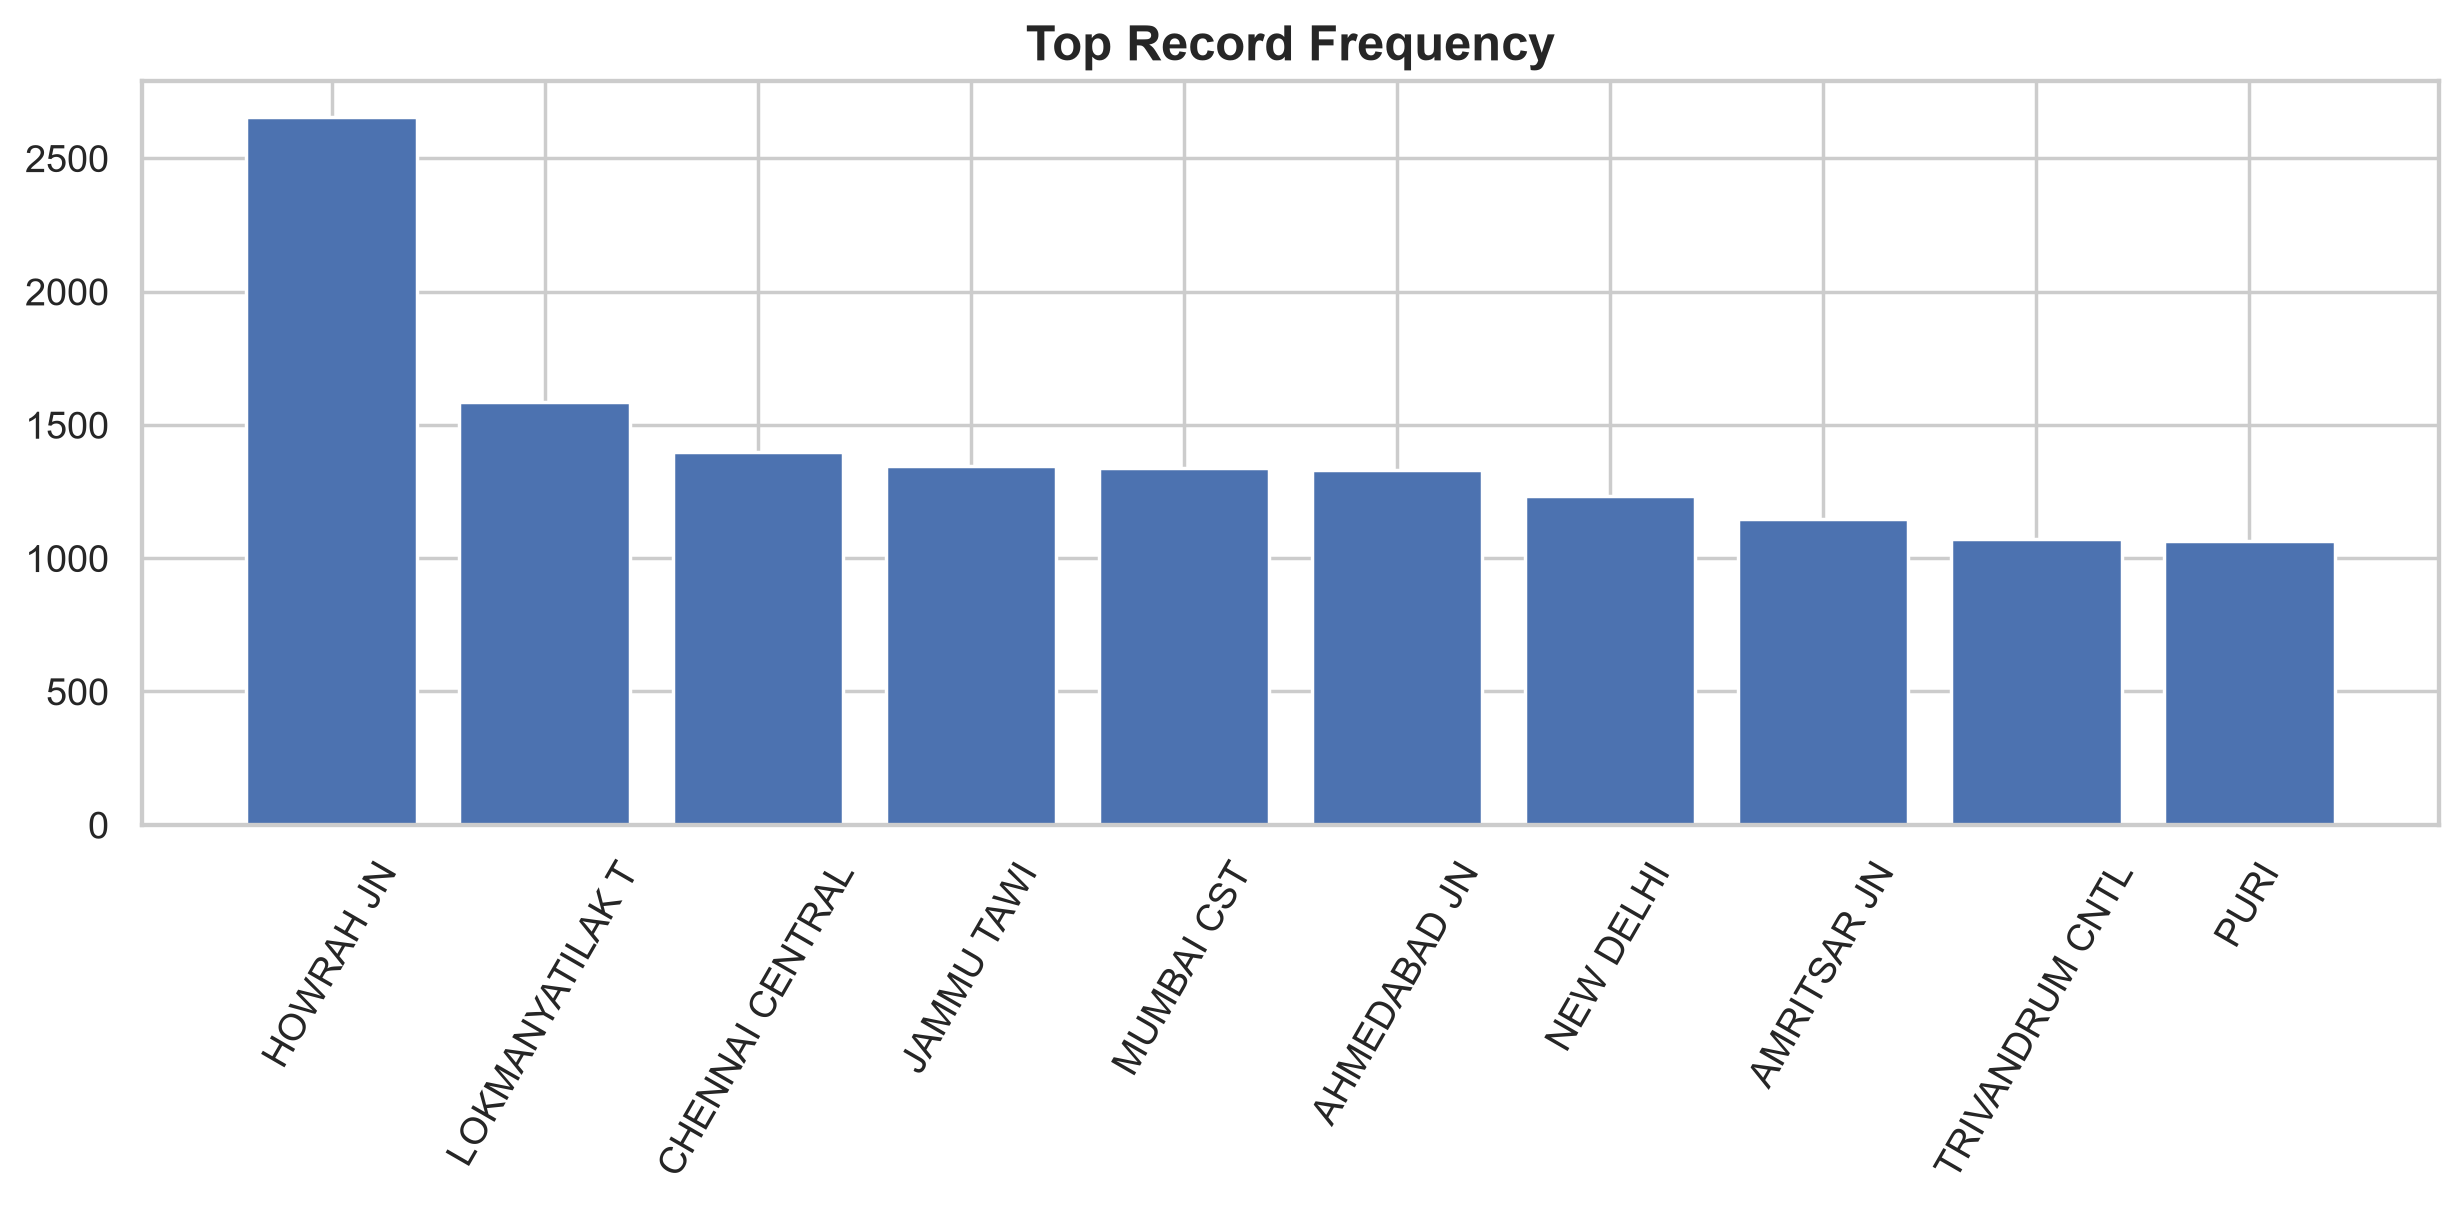 Top Record Frequency
2500
2000
1500
1000
500
0
HOWRAH JN
LOKMANYATILAK T
CHENNAI CENTRAL
JAMMU TAWI
MUMBAI CST
AHMEDABAD JN
NEW DELHI
AMRITSAR JN
TRIVANDRUM CNTL
PURI